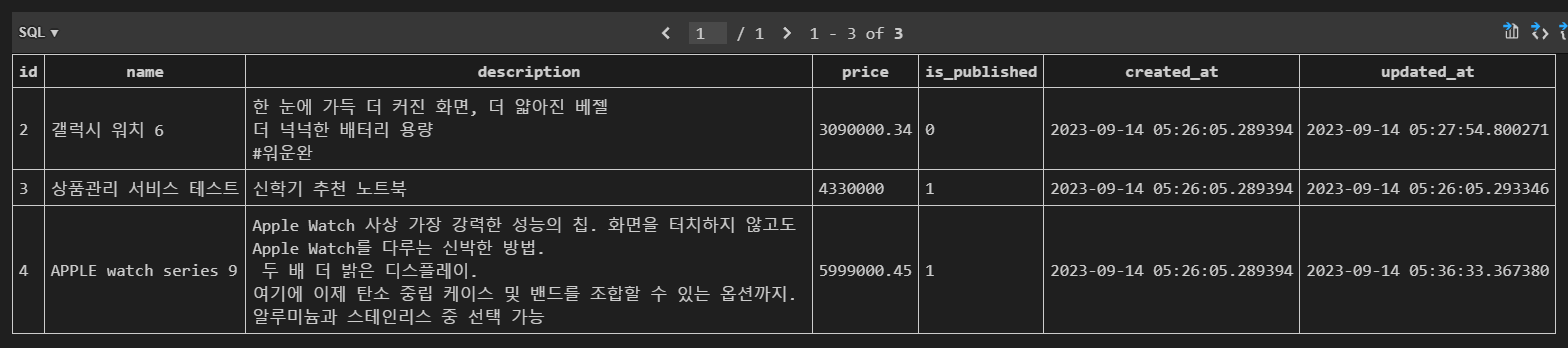 SQL ▼ < 1 / 1 > 1 - 3 of 3
id name description price is_published created_at updated_at
2 갤럭시 워치 6 한 눈에 가득 더 커진 화면, 더 얇아진 베젤
더 넉넉한 배터리 용량
#워운완 3090000.34 0 2023-09-14 05:26:05.289394 2023-09-14 05:27:54.800271
3 상품관리 서비스 테스트 신학기 추천 노트북 4330000 1 2023-09-14 05:26:05.289394 2023-09-14 05:26:05.293346
4 APPLE watch series 9 Apple Watch 사상 가장 강력한 성능의 칩. 화면을 터치하지 않고도
Apple Watch를 다루는 신박한 방법.
두 배 더 밝은 디스플레이.
여기에 이제 탄소 중립 케이스 및 밴드를 조합할 수 있는 옵션까지.
알루미늄과 스테인리스 중 선택 가능 5999000.45 1 2023-09-14 05:26:05.289394 2023-09-14 05:36:33.367380